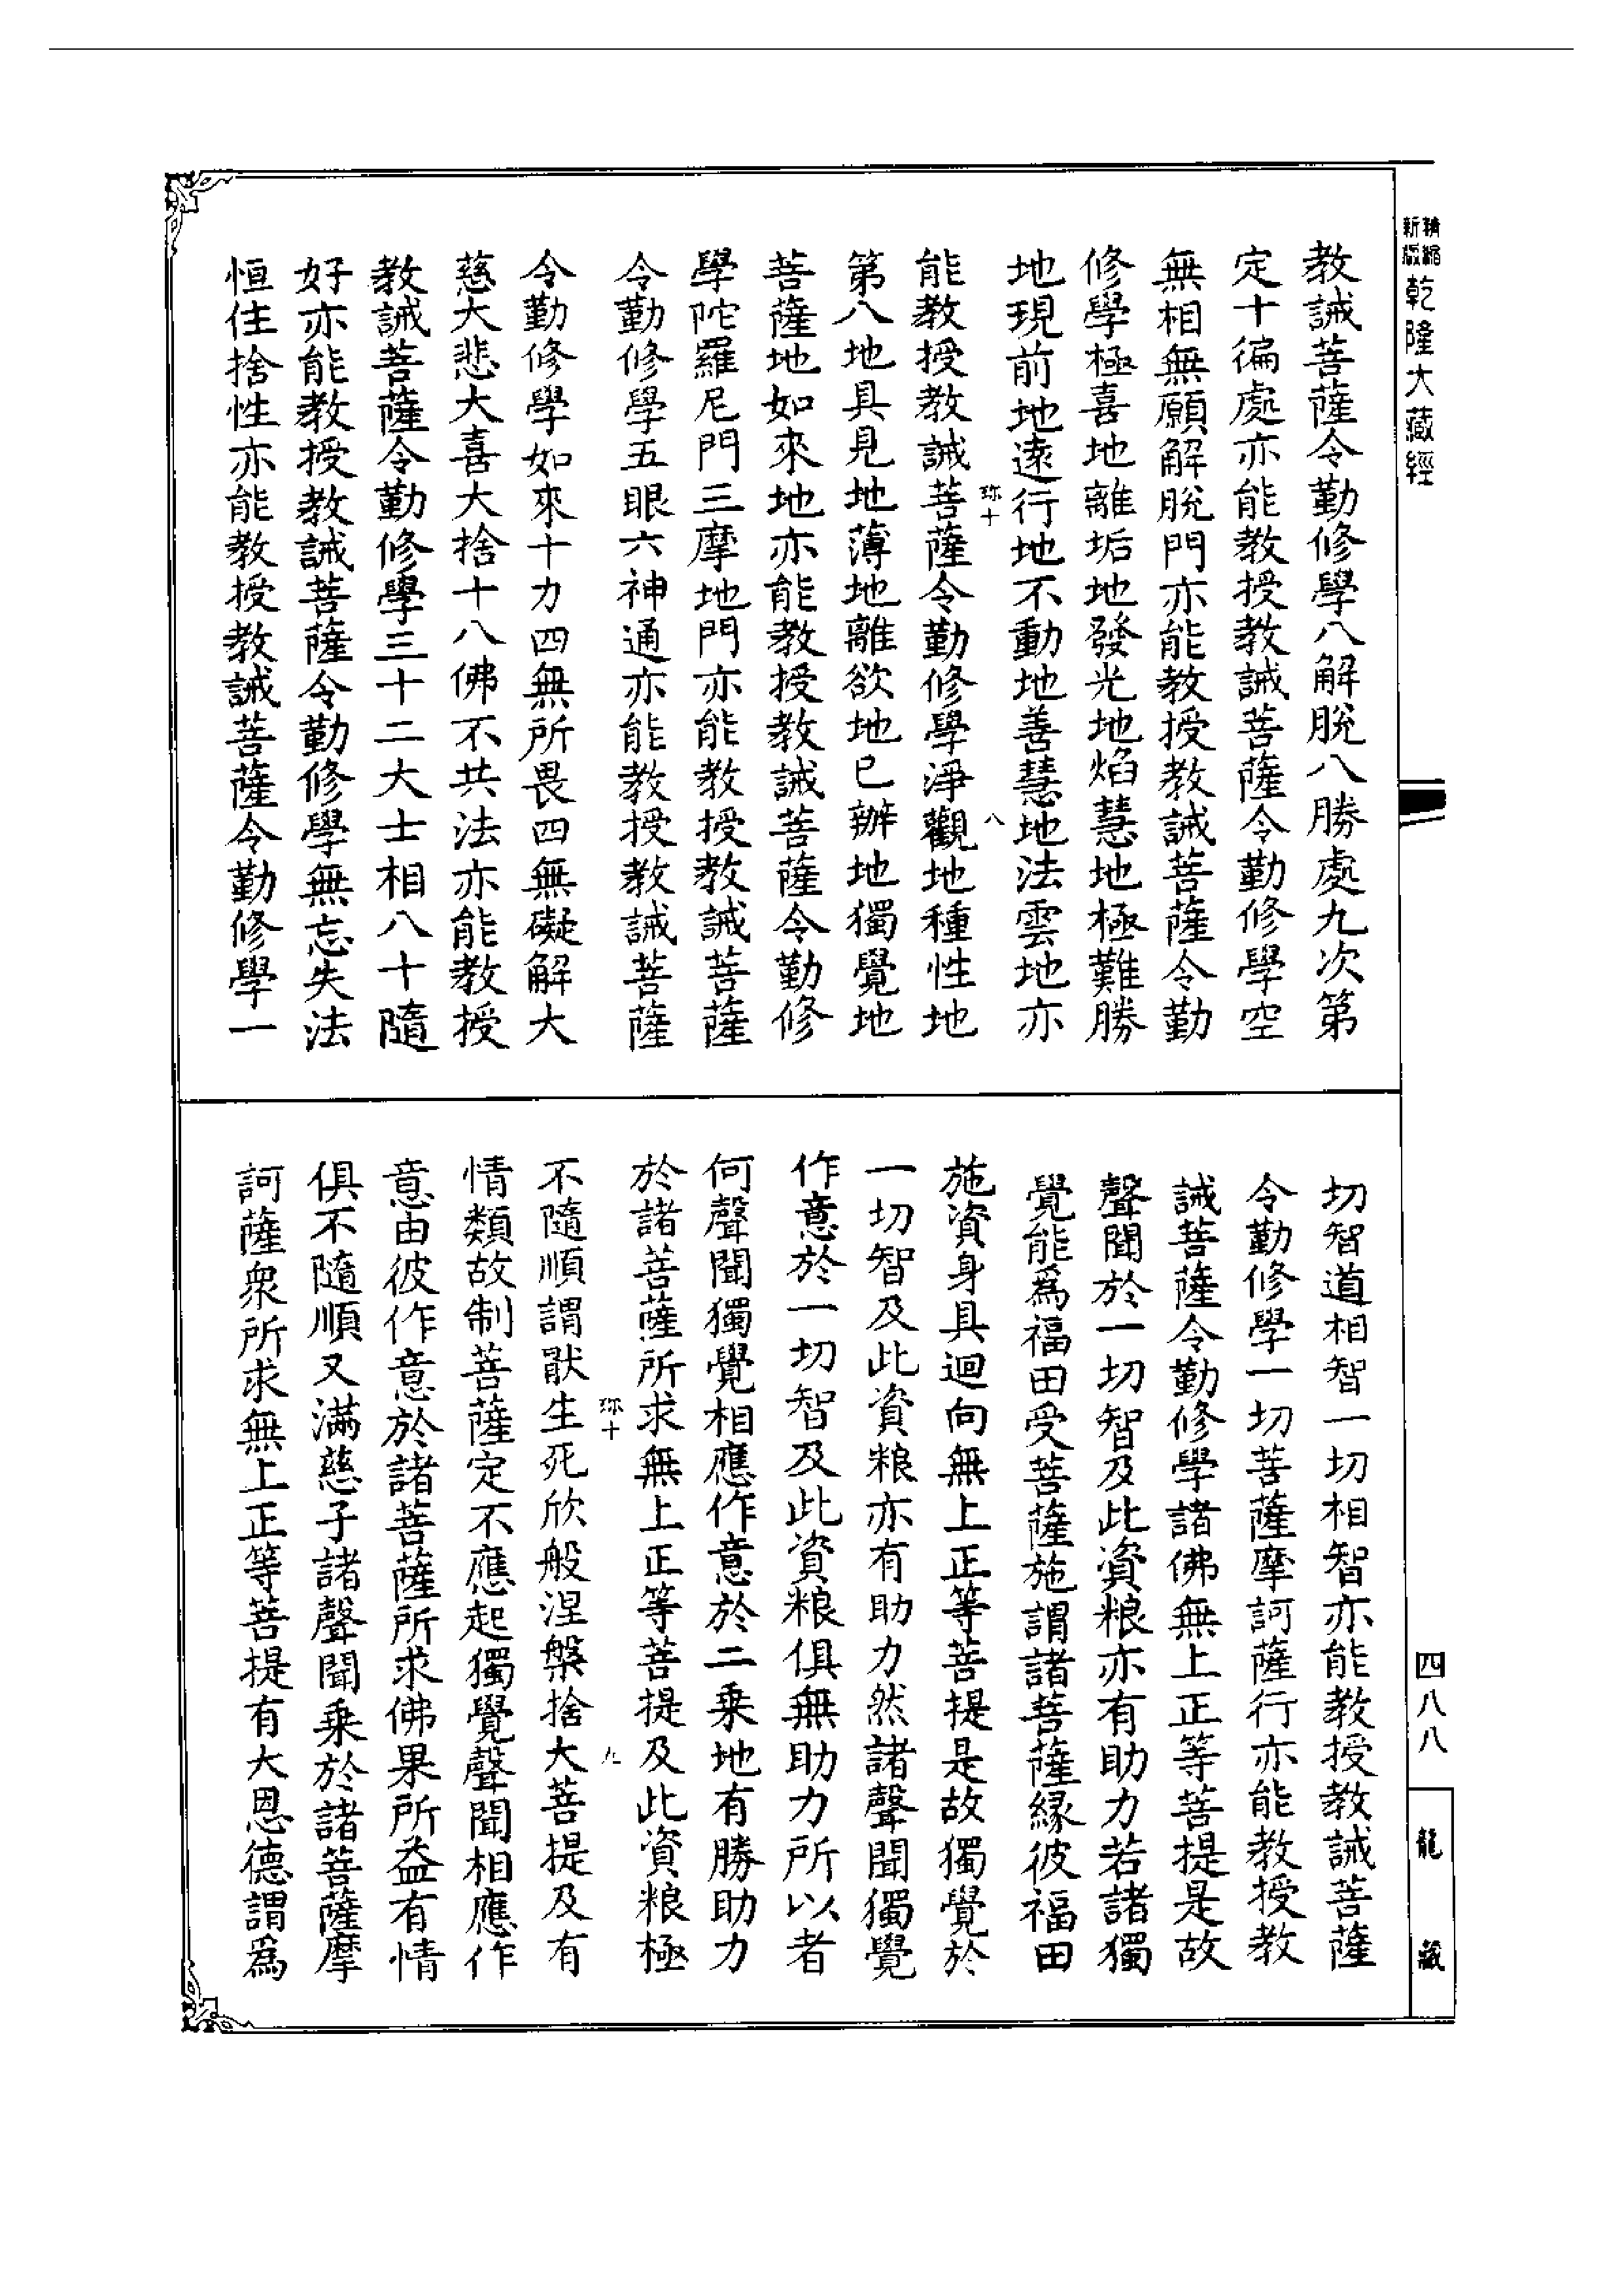 精縮
新版
乾隆大藏經
教誡菩薩令勤修學八解脫八勝處九次第
定十徧處亦能教授教誡菩薩令勤修學空
無相無願解脫門亦能教授教誡菩薩令勤
修學極喜地離垢地發光地焰慧地極難勝
地現前地遠行地不動地善慧地法雲地亦
珎十
八
能教授教誡菩薩令勤修學淨觀地種性地
第八地具見地薄地離欲地已辦地獨覺地
菩薩地如來地亦能教授教誡菩薩令勤修
學陀羅尼門三摩地門亦能教授教誡菩薩
令勤修學五眼六神通亦能教授教誡菩薩
令勤修學如來十力四無所畏四無礙解大
慈大悲大喜大捨十八佛不共法亦能教授
教誡菩薩令勤修學三十二大士相八十隨
好亦能教授教誡菩薩令勤修學無忘失法
恒住捨性亦能教授教誡菩薩令勤修學一
切智道相智一切相智亦能教授教誡菩薩
令勤修學一切菩薩摩訶薩行亦能教授教
誡菩薩令勤修學諸佛無上正等菩提是故
聲聞於一切智及此資粮亦有助力若諸獨
覺能為福田受菩薩施謂諸菩薩緣彼福田
施資身具迴向無上正等菩提是故獨覺於
一切智及此資粮亦有助力然諸聲聞獨覺
作意於一切智及此資粮俱無助力所以者
何聲聞獨覺相應作意於二乘地有勝助力
於諸菩薩所求無上正等菩提及此資粮極
珎十
九
不隨順謂猒生死欣般涅槃捨大菩提及有
情類故制菩薩定不應起獨覺聲聞相應作
意由彼作意於諸菩薩所求佛果所益有情
俱不隨順又滿慈子諸聲聞乘於諸菩薩摩
訶薩衆所求無上正等菩提有大恩德謂為
四八八
龍藏